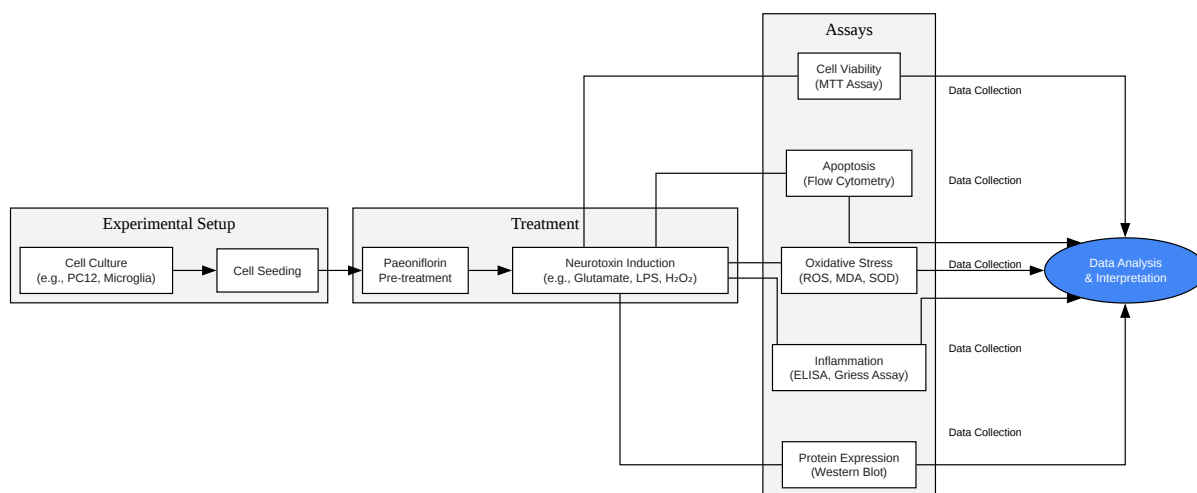 Experimental Setup
Cell Culture
(e.g., PC12, Microglia)
Cell Seeding
Treatment
Paeoniflorin
Pre-treatment
Neurotoxin Induction
(e.g., Glutamate, LPS, H₂O₂)
Assays
Cell Viability
(MTT Assay)
Apoptosis
(Flow Cytometry)
Oxidative Stress
(ROS, MDA, SOD)
Inflammation
(ELISA, Griess Assay)
Protein Expression
(Western Blot)
Data Collection
Data Collection
Data Collection
Data Collection
Data Collection
Data Analysis
& Interpretation